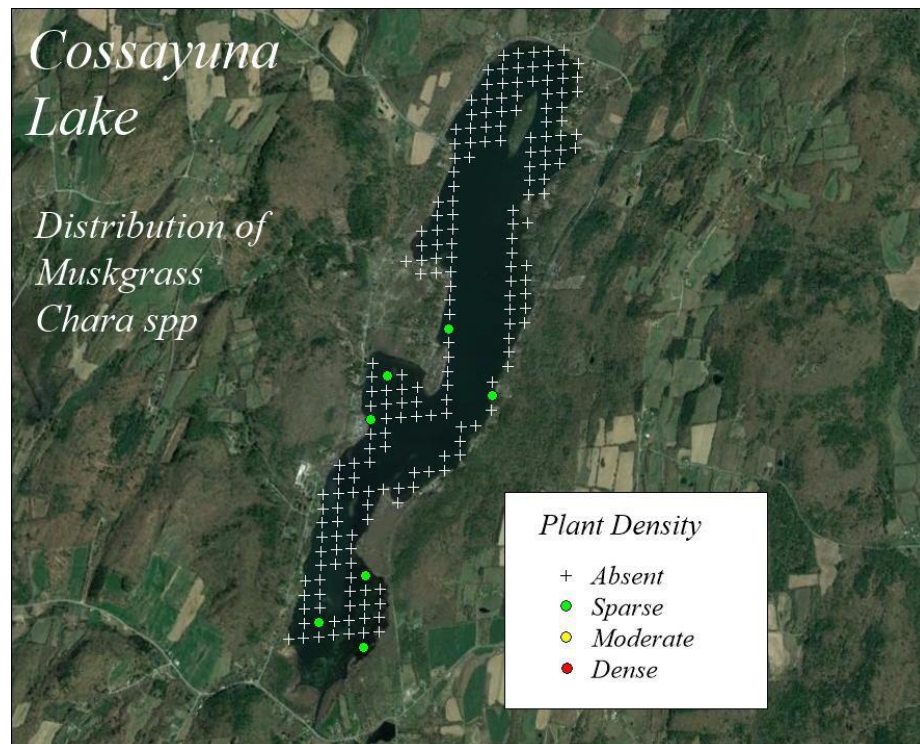 Cossayuna
Lake
Distribution of
Muskgrass
Chara spp
Plant Density
Absent
Sparse
Moderate
Dense